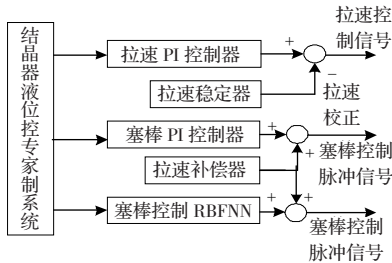 结晶器液位控专家制系统
拉速 PI 控制器
+
拉速控
制信号
−
拉速稳定器
拉速
校正
塞棒 PI 控制器
+
塞棒控制
脉冲信号
+
拉速补偿器
塞棒控制 RBFNN
+
+
塞棒控制
脉冲信号